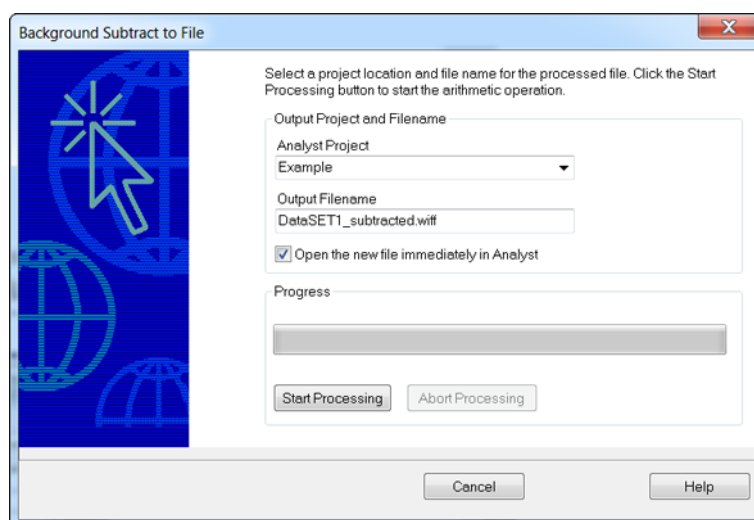 Background Subtract to File
Select a project location and file name for the processed file. Click the Start
Processing button to start the arithmetic operation.
Output Project and Filename
Analyst Project
Example
Output Filename
DataSET1_subtracted.wiff
Open the new file immediately in Analyst
Progress
Start Processing
Abort Processing
Cancel
Help